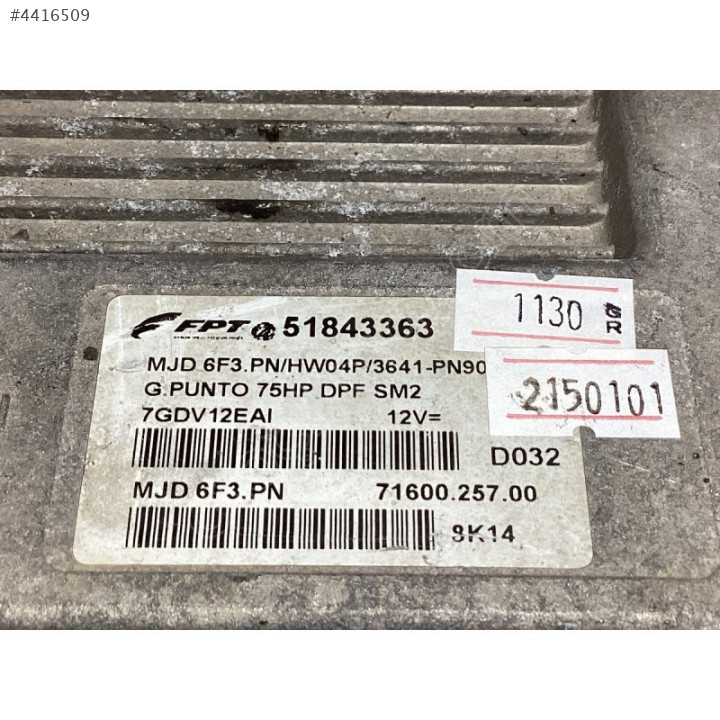 #4416509
FPT 51843363
1130 GR
MJD 6F3.PN/HW04P/3641-PN90
G.PUNTO 75HP DPF SM2
2150101
7GDV12EAI 12V=
D032
MJD 6F3.PN 71600.257.00
8K14